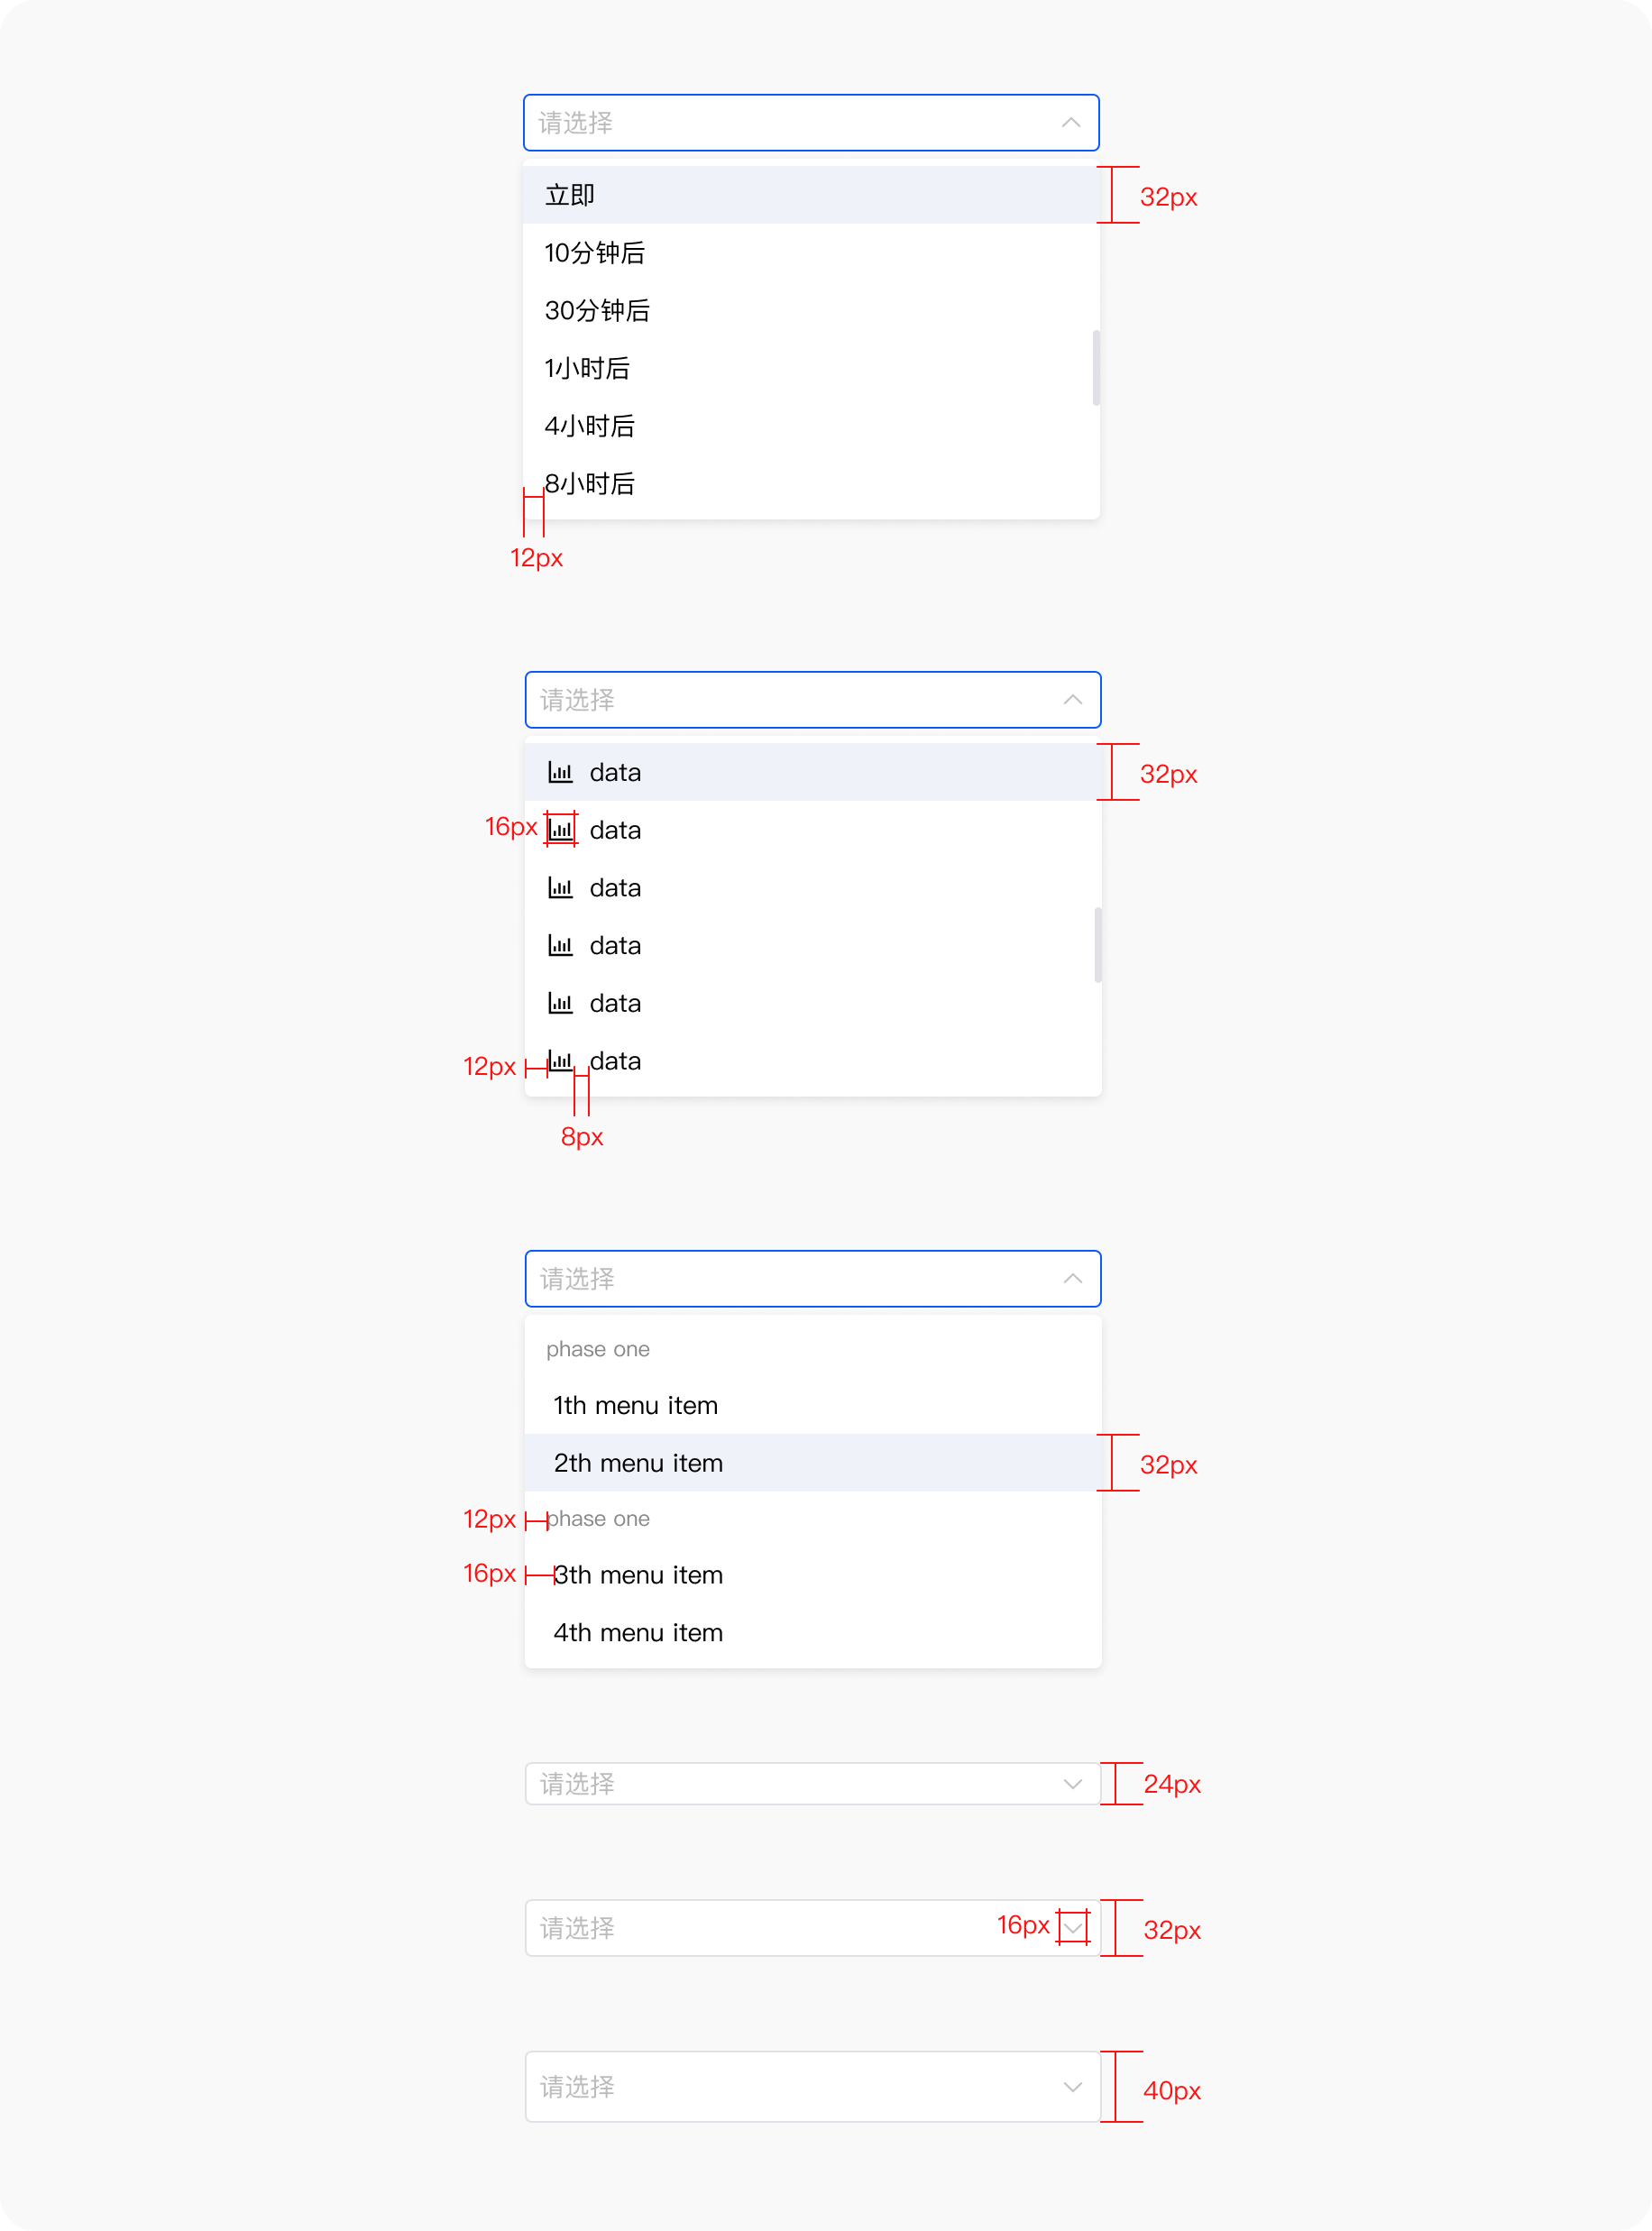 请选择
立即
32px
10分钟后
30分钟后
1小时后
4小时后
8小时后
12px
请选择
data
32px
16px
data
data
data
data
12px
data
8px
请选择
phase one
1th menu item
2th menu item
32px
12px
phase one
16px
3th menu item
4th menu item
请选择
24px
请选择
16px
32px
请选择
40px